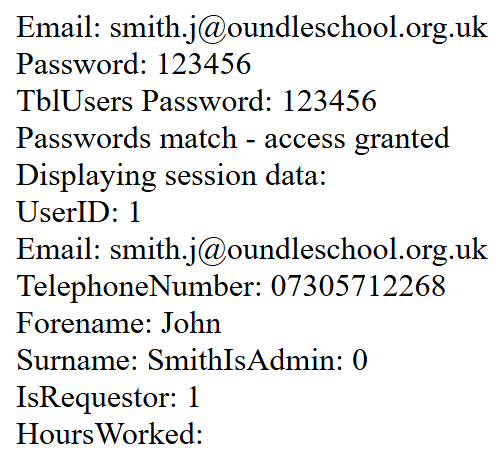 Email: smith.j@oundleschool.org.uk
Password: 123456
TblUsers Password: 123456
Passwords match - access granted
Displaying session data:
UserID: 1
Email: smith.j@oundleschool.org.uk
TelephoneNumber: 07305712268
Forename: John
Surname: SmithIsAdmin: 0
IsRequestor: 1
HoursWorked: